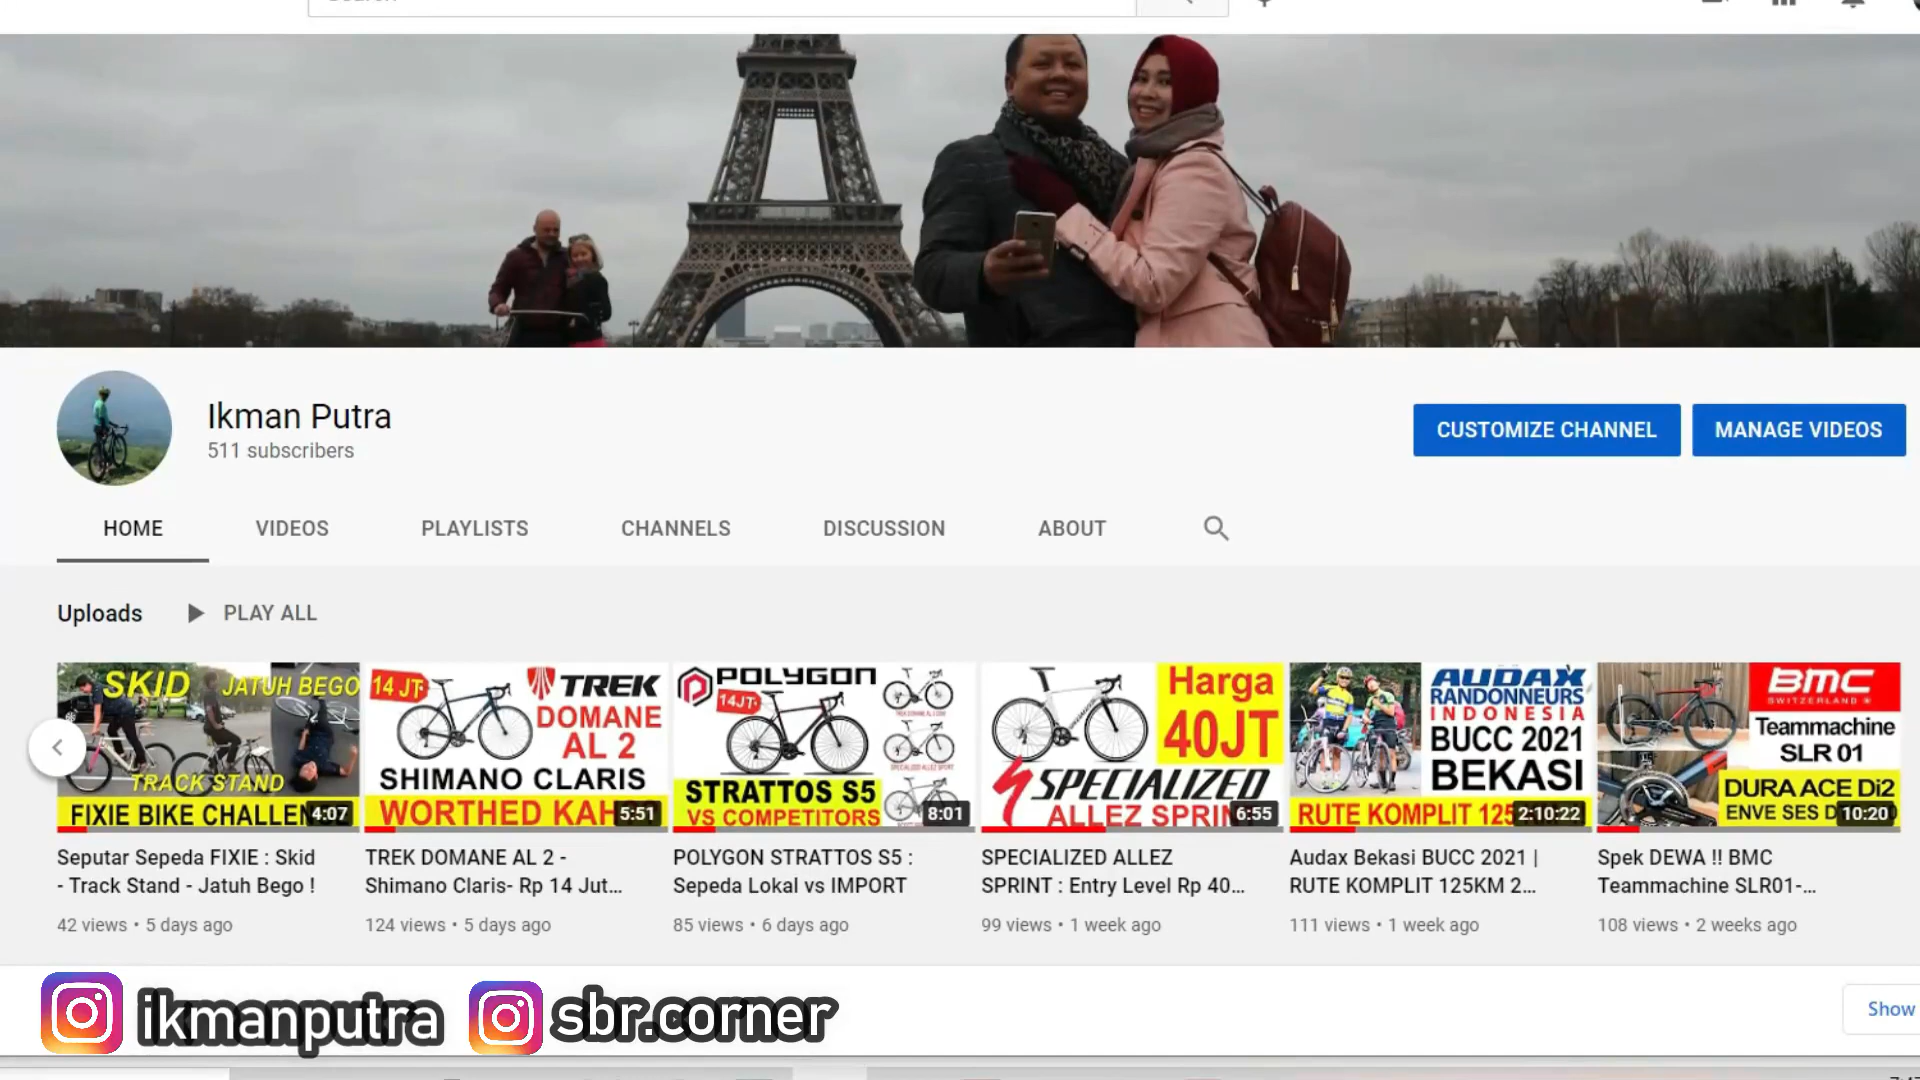 Ikman Putra
511 subscribers
CUSTOMIZE CHANNEL
MANAGE VIDEOS
HOME
VIDEOS
PLAYLISTS
CHANNELS
DISCUSSION
ABOUT
Uploads
PLAY ALL
SKID
JATUH BEGO
TRACK STAND
FIXIE BIKE CHALLEN
4:07
14 JT
TREK
DOMANE
AL 2
SHIMANO CLARIS
WORTHED KAH
5:51
POLYGON
14JT
STRATTOS S5
VS COMPETITORS
8:01
Harga
40JT
SPECIALIZED
ALLEZ SPRIN
6:55
AUDAX
RANDONNEURS
INDONESIA
BUCC 2021
BEKASI
RUTE KOMPLIT 125
2:10:22
BMC
SWITZERLAND
Teammachine
SLR 01
DURA ACE Di2
ENVE SES D
10:20
Seputar Sepeda FIXIE : Skid
- Track Stand - Jatuh Bego !
42 views • 5 days ago
TREK DOMANE AL 2 -
Shimano Claris- Rp 14 Jut...
124 views • 5 days ago
POLYGON STRATTOS S5 :
Sepeda Lokal vs IMPORT
85 views • 6 days ago
SPECIALIZED ALLEZ
SPRINT : Entry Level Rp 40...
99 views • 1 week ago
Audax Bekasi BUCC 2021 |
RUTE KOMPLIT 125KM 2...
111 views • 1 week ago
Spek DEWA !! BMC
Teammachine SLR01-...
108 views • 2 weeks ago
ikmanputra
sbr.corner
Show